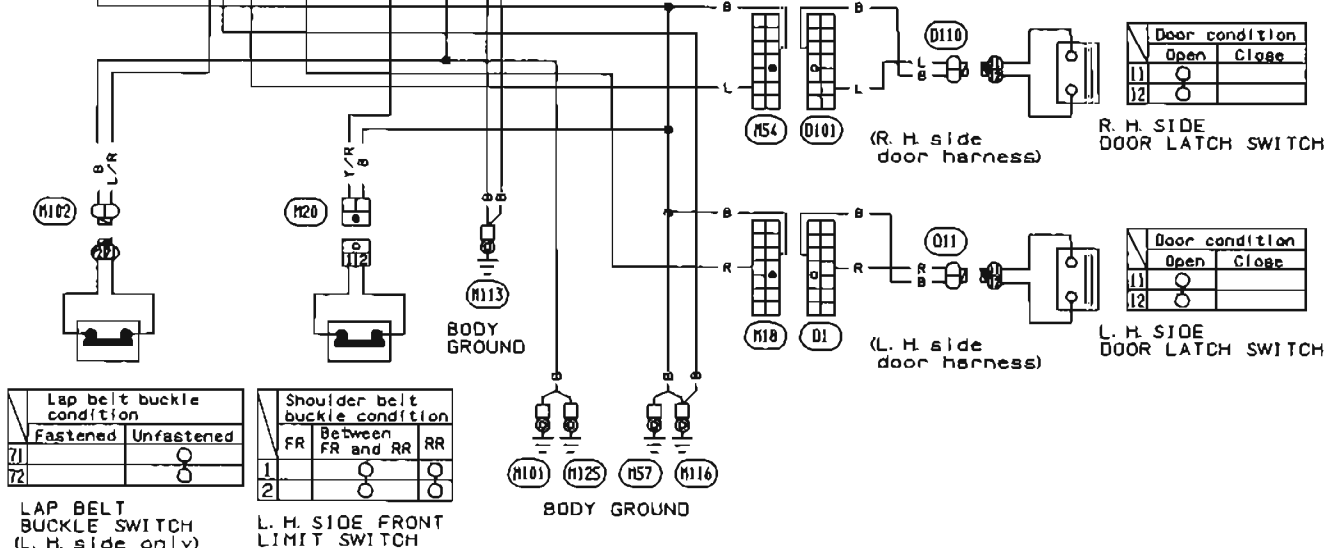 B
B
D110
Door condition
Open Close
11
12
L
B
L
L
M54
D101
(R. H. side
door harness)
R. H. SIDE
DOOR LATCH SWITCH
B
L/R
Y/R
B
M102
M20
1 2
B B
M113
BODY
GROUND
B
B
D11
Door condition
Open Close
11
12
R
R
R
B
M18
D1
(L. H. side
door harness)
L. H. SIDE
DOOR LATCH SWITCH
Lap belt buckle
condition
Fastened Unfastened
71
72
LAP BELT
BUCKLE SWITCH
(L. H. side only)
Shoulder belt
buckle condition
FR
Between
FR and RR
RR
1
2
L. H. SIDE FRONT
LIMIT SWITCH
B
B
B
M101
M125
M57
M116
BODY GROUND